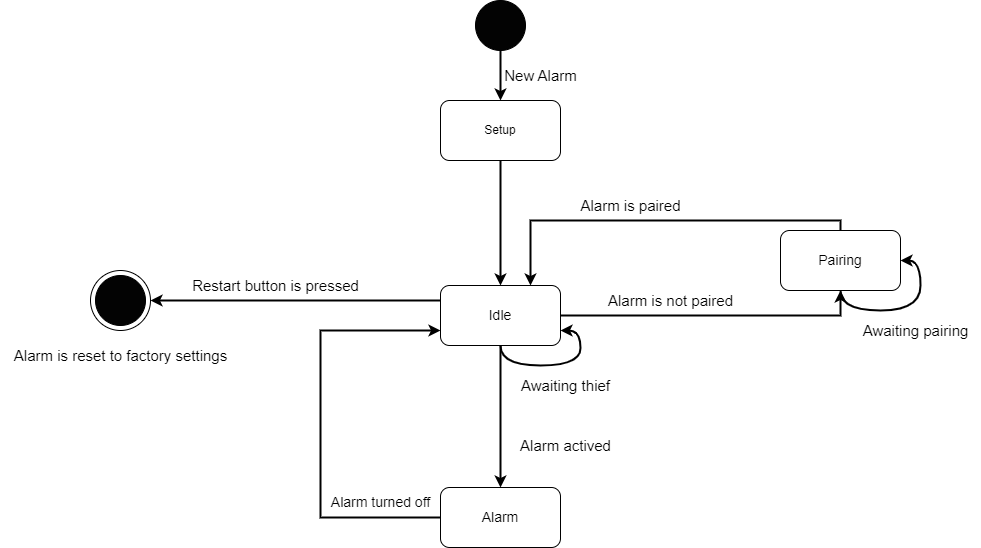 New Alarm
Setup
Alarm is paired
Pairing
Restart button is pressed
Idle
Alarm is not paired
Awaiting pairing
Alarm is reset to factory settings
Awaiting thief
Alarm actived
Alarm turned off
Alarm